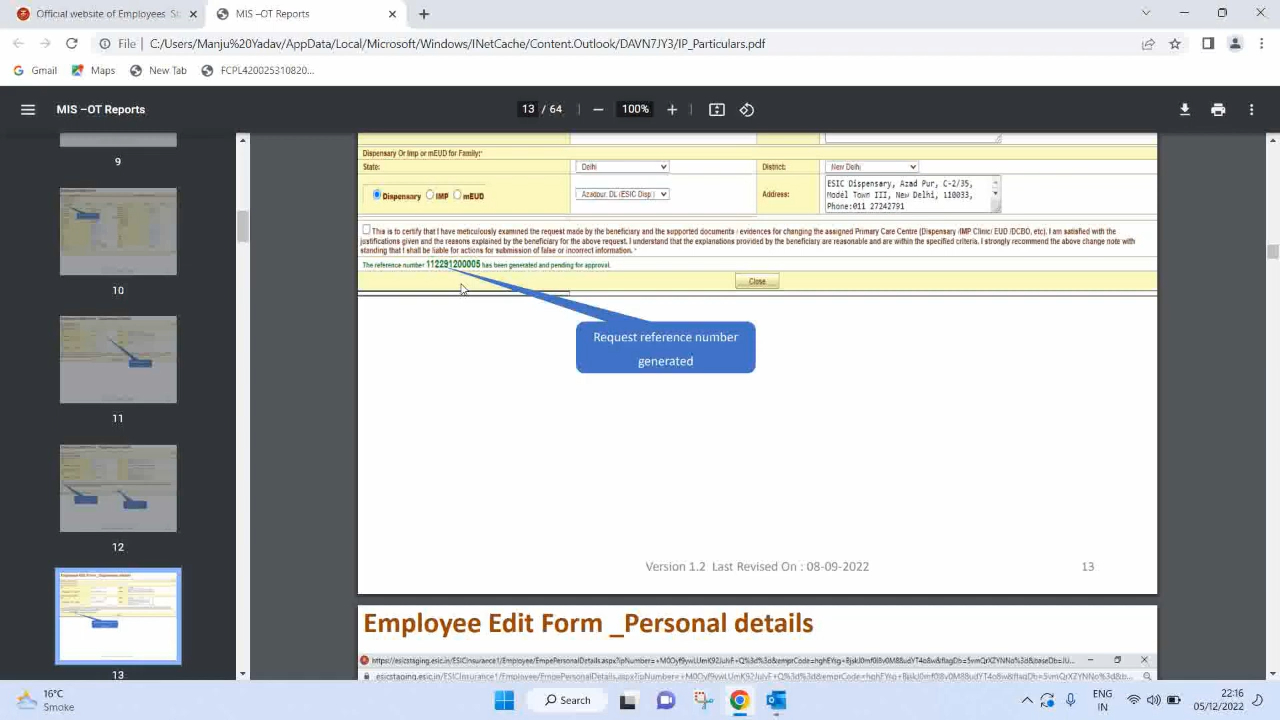 Official website of Employees' St
MIS –OT Reports
File
C:/Users/Manju%20Yadav/AppData/Local/Microsoft/Windows/INetCache/Content.Outlook/DAVN7JY3/IP_Particulars.pdf
Gmail
Maps
New Tab
FCPL420025310820...
MIS –OT Reports
13 / 64
100%
9
10
11
12
13
Dispensary Or Imp or mEUD for Family:*
State:
Delhi
District:
New Delhi
Dispensary
IMP
mEUD
Azadpur, DL (ESIC Disp.)
Address:
ESIC Dispensary, Azad Pur, C-2/35,
Model Town III, New Delhi, 110033,
Phone:011 27242791
This is to certify that I have meticulously examined the request made by the beneficiary and the supported documents / evidences for changing the assigned Primary Care Centre (Dispensary /IMP Clinic/ EUD /DCBO, etc). I am satisfied with the
justifications given and the reasons explained by the beneficiary for the above request. I understand that the explanations provided by the beneficiary are reasonable and are within the specified criteria. I strongly recommend the above change note with
standing that I shall be liable for actions for submission of false or incorrect information. *
The reference number 112291200005 has been generated and pending for approval.
Close
Request reference number
generated
Version 1.2 Last Revised On : 08-09-2022
13
Employee Edit Form _Personal details
16°C
Smoke
Search
ENG
IN
22:16
05/12/2022